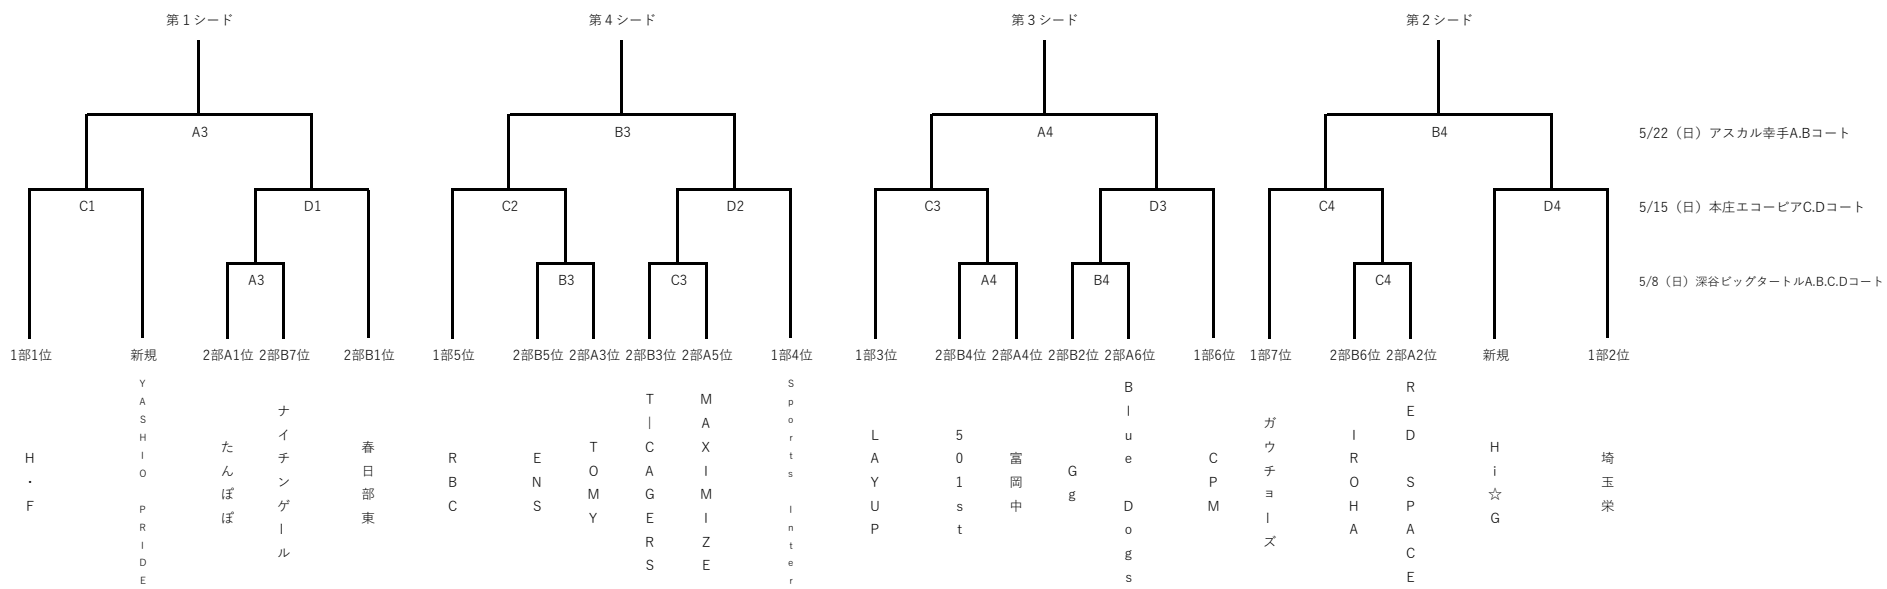 第１シード
第４シード
第３シード
第２シード
A3
B3
A4
B4
5/22（日）アスカル幸手A.Bコート
C1
D1
C2
D2
C3
D3
C4
D4
5/15（日）本庄エコーピアC.Dコート
A3
B3
C3
A4
B4
C4
5/8（日）深谷ビッグタートルA.B.C.Dコート
1部1位
新規
2部A1位
2部B7位
2部B1位
1部5位
2部B5位
2部A3位
2部B3位
2部A5位
1部4位
1部3位
2部B4位
2部A4位
2部B2位
2部A6位
1部6位
1部7位
2部B6位
2部A2位
新規
1部2位
H・F
YASHIO PRIDE
たんぽぽ
ナイチンゲール
春日部東
RBC
ENS
TOMY
T｜CAGERS
MAXIMIZE
Sports Inter
LAYUP
501st
富岡中
Gg
Blue Dogs
CPM
ガウチョーズ
IROHA
RED SPACE
Hi☆G
埼玉栄